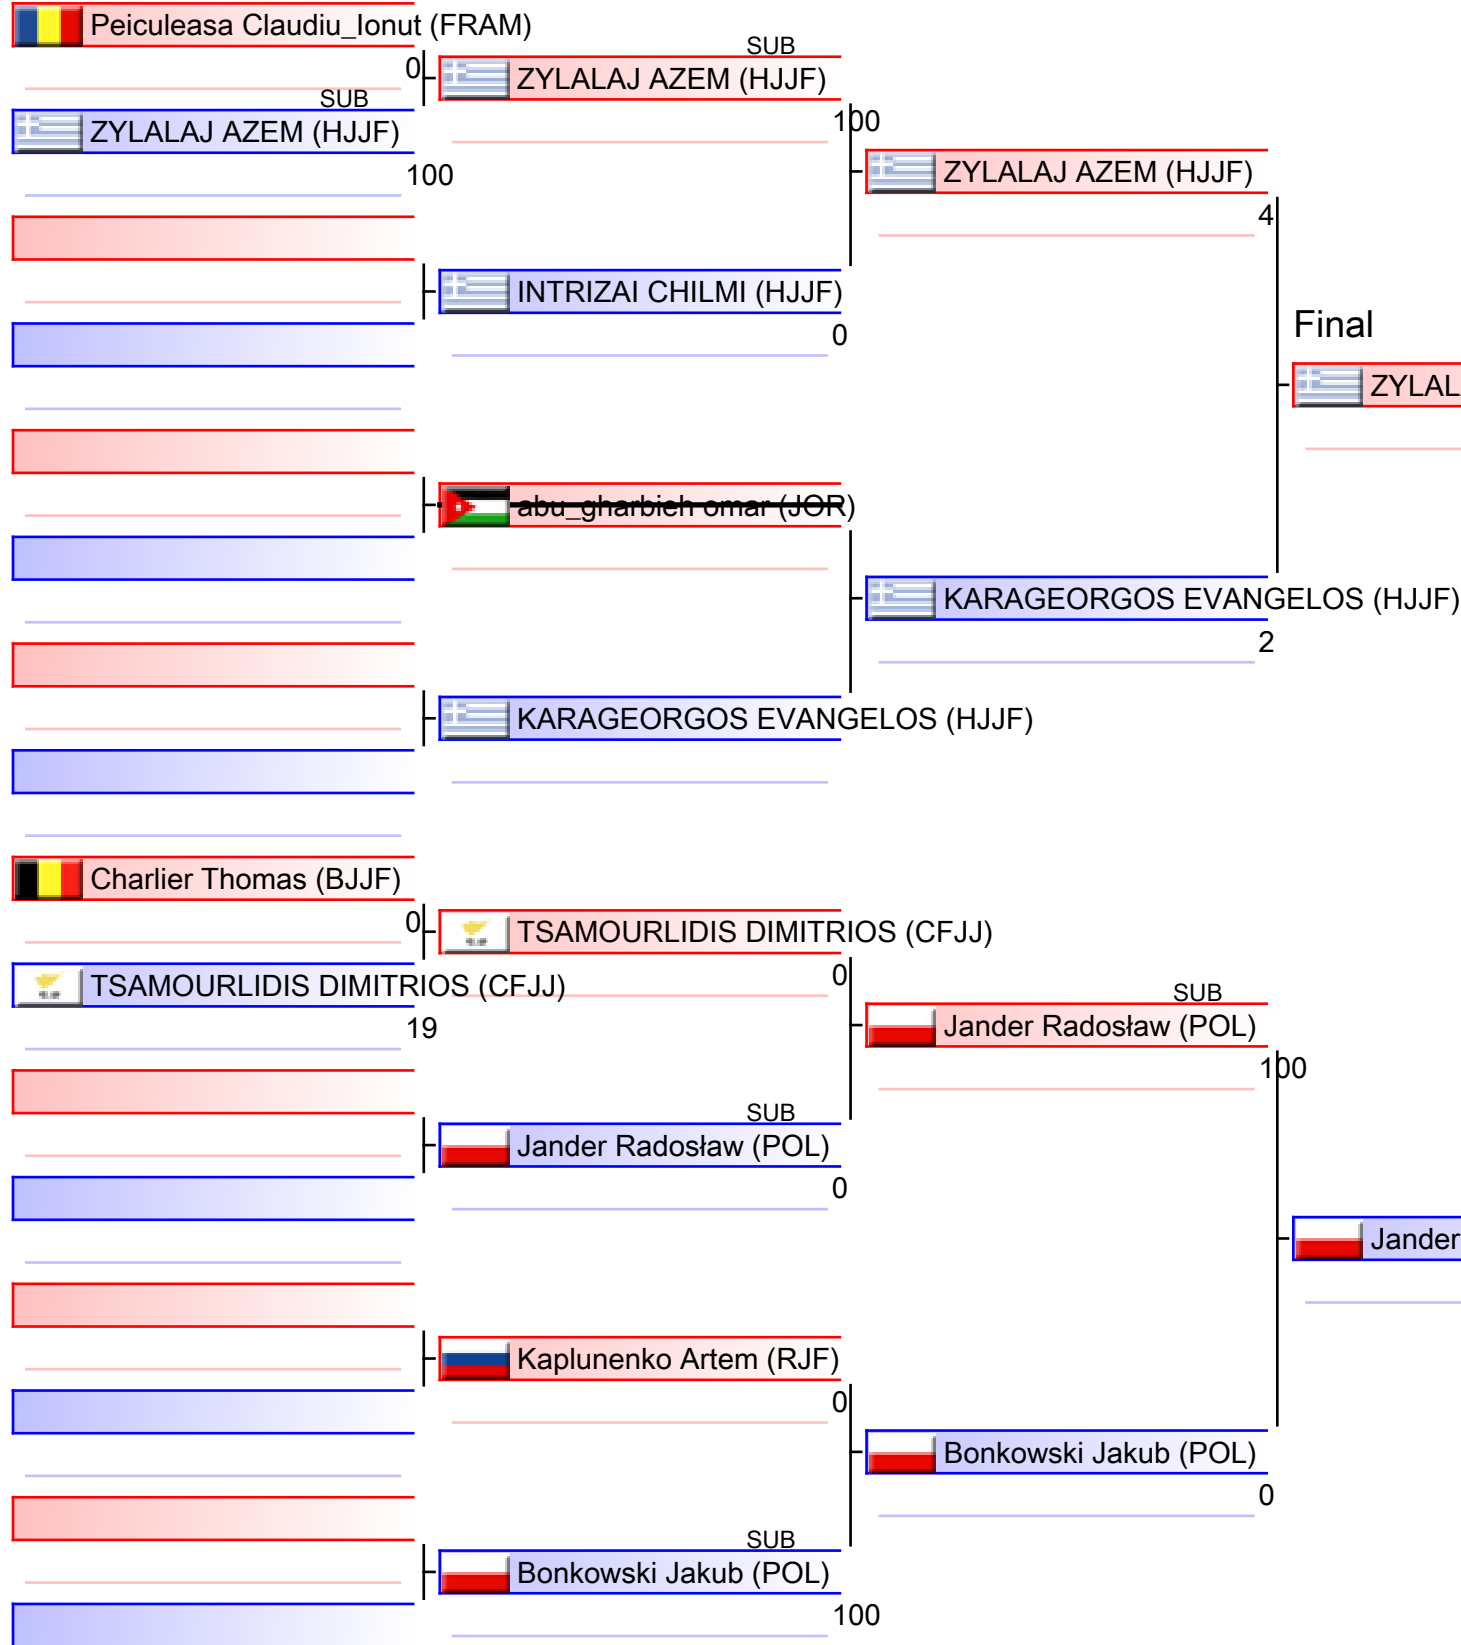 Peiculeasa Claudiu_Ionut (FRAM)
0
SUB
ZYLALAJ AZEM (HJJF)
100
SUB
ZYLALAJ AZEM (HJJF)
100
INTRIZAI CHILMI (HJJF)
0
ZYLALAJ AZEM (HJJF)
4
Final
ZYLAL
abu_gharbieh omar (JOR)
KARAGEORGOS EVANGELOS (HJJF)
2
KARAGEORGOS EVANGELOS (HJJF)
Charlier Thomas (BJJF)
0
TSAMOURLIDIS DIMITRIOS (CFJJ)
19
TSAMOURLIDIS DIMITRIOS (CFJJ)
0
SUB
Jander Radosław (POL)
0
SUB
Jander Radosław (POL)
100
Jander
Kaplunenko Artem (RJF)
0
Bonkowski Jakub (POL)
0
SUB
Bonkowski Jakub (POL)
100